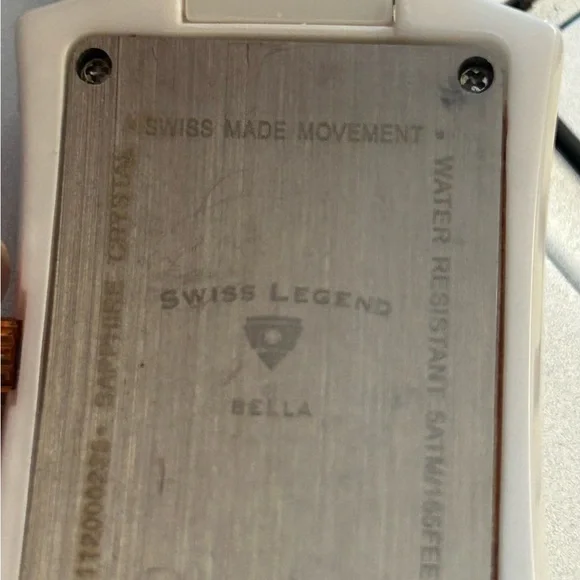 • SWISS MADE MOVEMENT •
WATER RESISTANT 5ATM/165FEE
SWISS LEGEND
BELLA
SAPPHIRE CRYSTAL